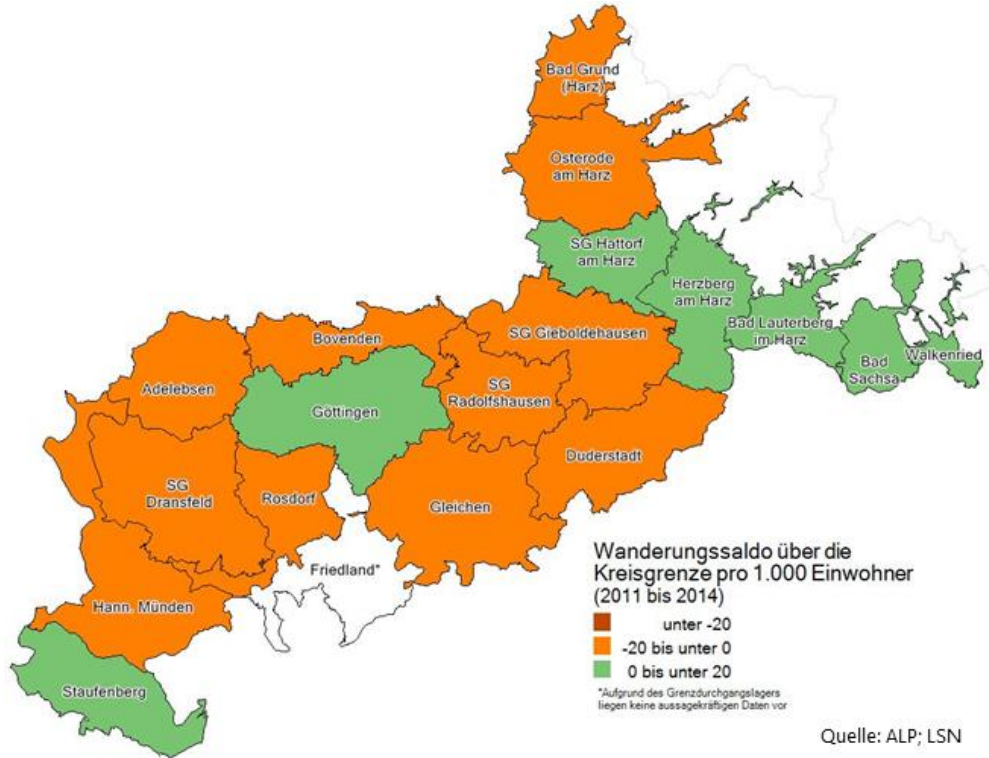 Bad Grund
(Harz)
Osterode
am Harz
SG Hattorf
am Harz
Herzberg
am Harz
Bad Lauterberg
im Harz
Bad
Sachsa
Walkenried
SG Gieboldehausen
Bovenden
SG
Radolfshausen
Adelebsen
Göttingen
Duderstadt
SG
Dransfeld
Rosdorf
Gleichen
Friedland*
Hann. Münden
Staufenberg
Wanderungssaldo über die
Kreisgrenze pro 1.000 Einwohner
(2011 bis 2014)
unter -20
-20 bis unter 0
0 bis unter 20
*Aufgrund des Grenzdurchgangslagers
liegen keine aussagekräftigen Daten vor
Quelle: ALP; LSN